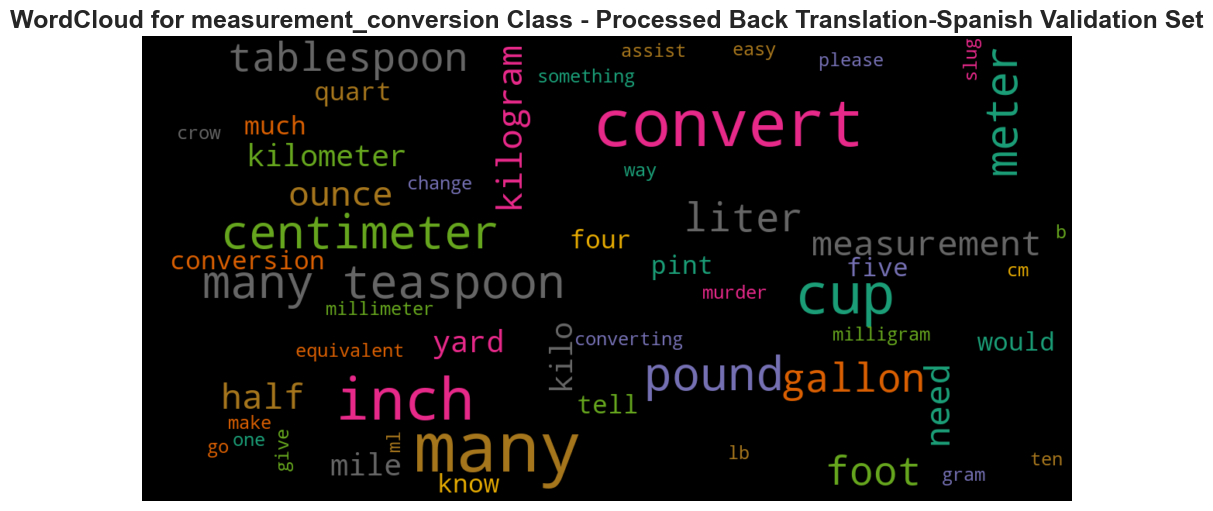 WordCloud for measurement_conversion Class - Processed Back Translation-Spanish Validation Set
tablespoon
kilogram
assist
easy
please
slug
meter
something
quart
convert
crow
much
kilometer
way
change
ounce
liter
centimeter
four
measurement
b
conversion
pint
five
cm
many teaspoon
murder
cup
millimeter
kilo
converting
milligram
would
equivalent
yard
pound
gallon
need
half
inch
tell
make
go
one
give
ml
many
mile
know
lb
foot
gram
ten